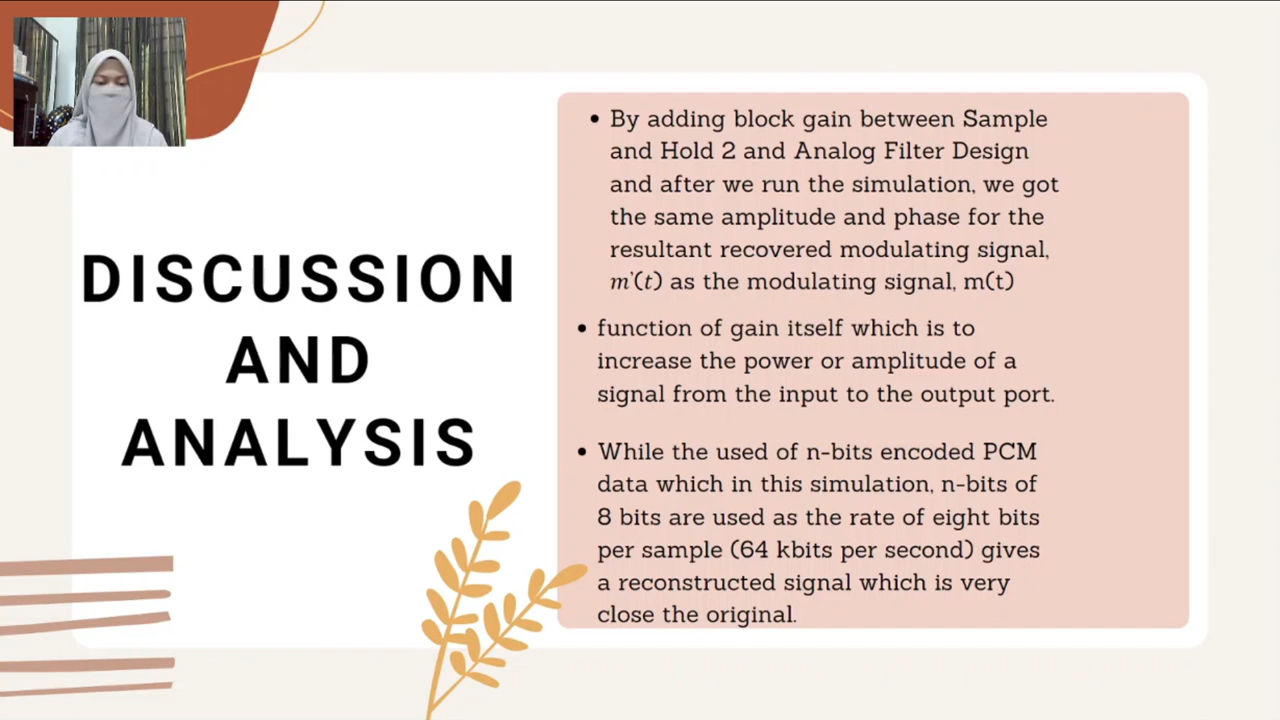 DISCUSSION
AND
ANALYSIS
• By adding block gain between Sample
and Hold 2 and Analog Filter Design
and after we run the simulation, we got
the same amplitude and phase for the
resultant recovered modulating signal,
m'(t) as the modulating signal, m(t)
• function of gain itself which is to
increase the power or amplitude of a
signal from the input to the output port.
• While the used of n-bits encoded PCM
data which in this simulation, n-bits of
8 bits are used as the rate of eight bits
per sample (64 kbits per second) gives
a reconstructed signal which is very
close the original.